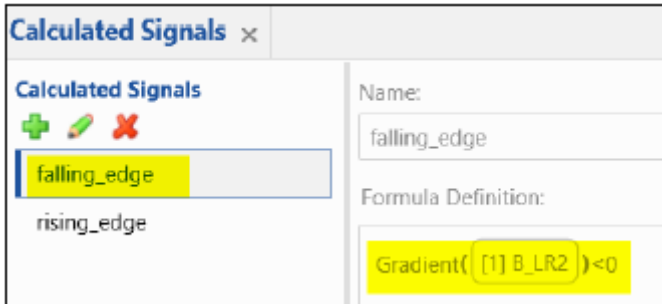 Calculated Signals ×
Calculated Signals
falling_edge
rising_edge
Name:
falling_edge
Formula Definition:
Gradient( [1] B_LR2 )<0